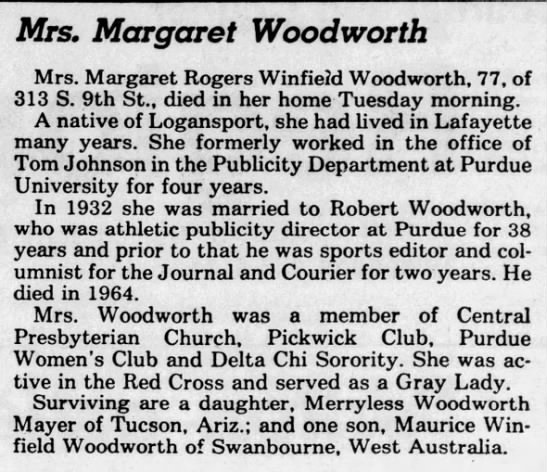 Mrs. Margaret Woodworth
Mrs. Margaret Rogers Winfield Woodworth, 77, of
313 S. 9th St., died in her home Tuesday morning.
A native of Logansport, she had lived in Lafayette
many years. She formerly worked in the office of
Tom Johnson in the Publicity Department at Purdue
University for four years.
In 1932 she was married to Robert Woodworth,
who was athletic publicity director at Purdue for 38
years and prior to that he was sports editor and col-
umnist for the Journal and Courier for two years. He
died in 1964.
Mrs. Woodworth was a member of Central
Presbyterian Church, Pickwick Club, Purdue
Women's Club and Delta Chi Sorority. She was ac-
tive in the Red Cross and served as a Gray Lady.
Surviving are a daughter, Merryless Woodworth
Mayer of Tucson, Ariz.; and one son, Maurice Win-
field Woodworth of Swanbourne, West Australia.